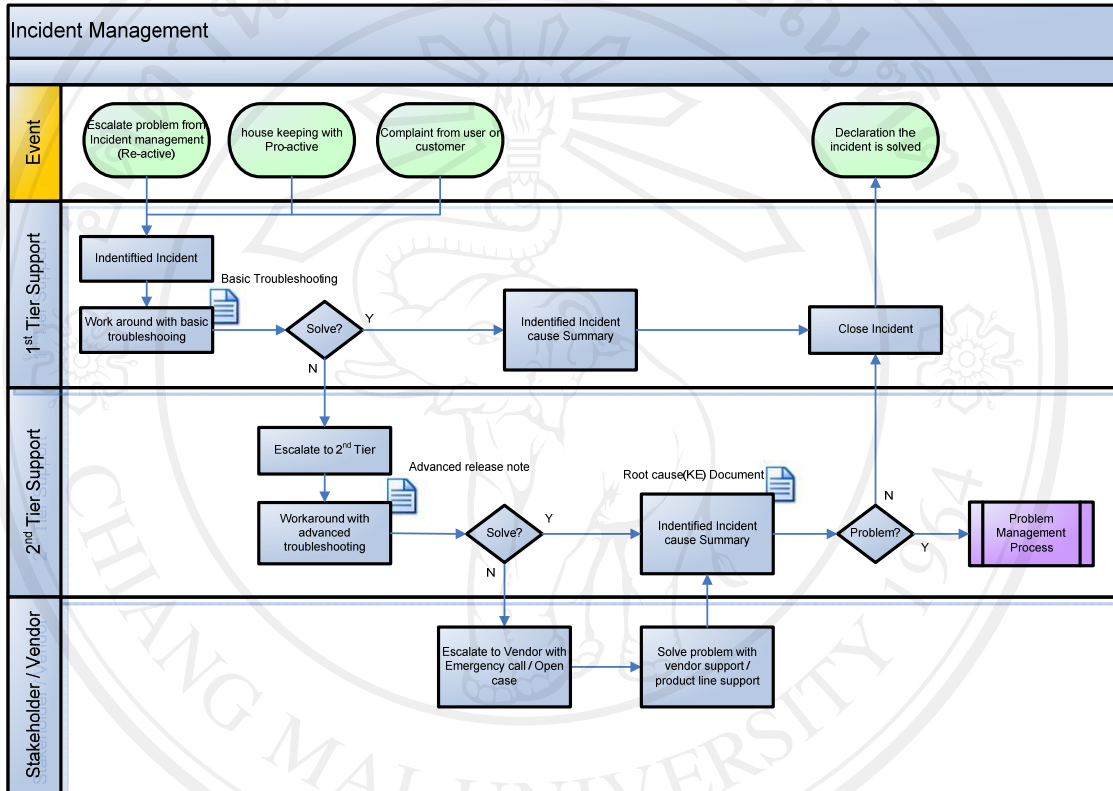 Incident Management
Event
Escalate problem from
Incident management
(Re-active)
house keeping with
Pro-active
Complaint from user or
customer
Declaration the
incident is solved
1st Tier Support
Indentiftied Incident
Basic Troubleshooting
Work around with basic
troubleshooing
Solve?
Y
N
Indentified Incident
cause Summary
Close Incident
2nd Tier Support
Escalate to 2nd Tier
Advanced release note
Workaround with
advanced
troubleshooting
Solve?
Y
N
Root cause(KE) Document
Indentified Incident
cause Summary
Problem?
N
Y
Problem
Management
Process
Stakeholder / Vendor
Escalate to Vendor with
Emergency call / Open
case
Solve problem with
vendor support /
product line support
CHIANG MAI UNIVERSITY 1964